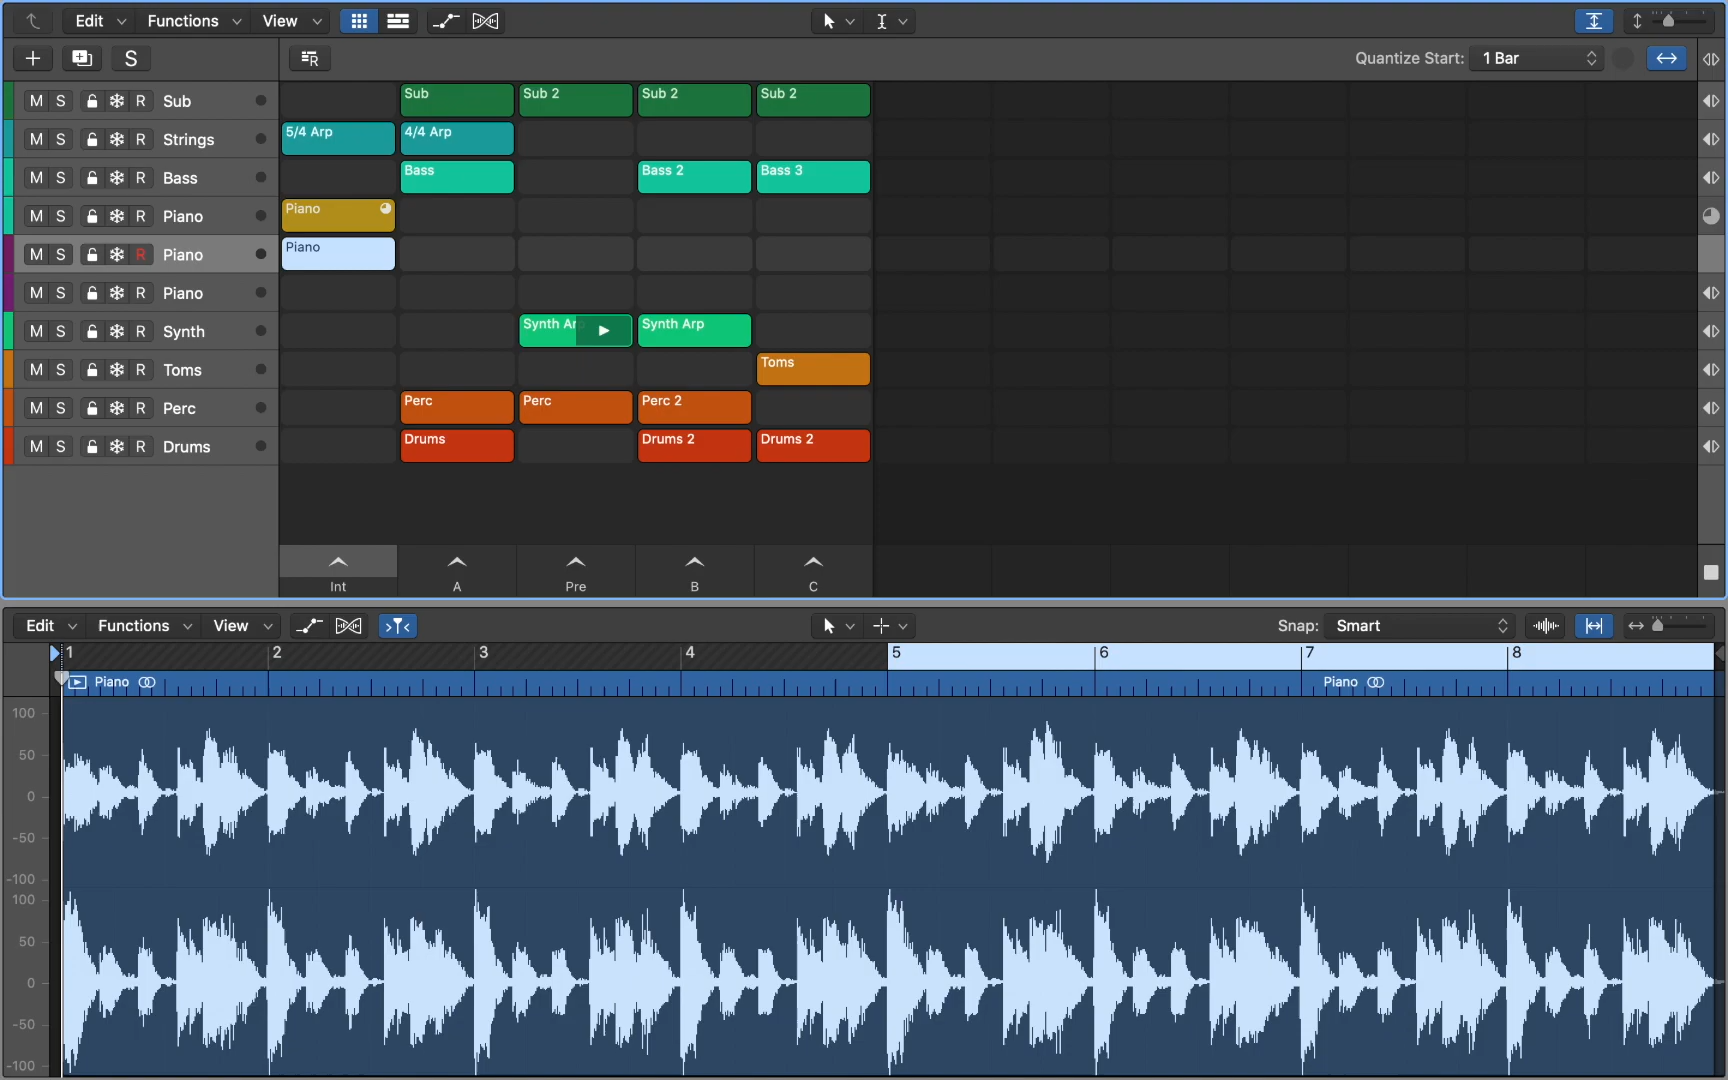 Edit Functions View
S Quantize Start: 1 Bar
R
M S R Sub Sub Sub 2 Sub 2 Sub 2
M S R Strings 5/4 Arp 4/4 Arp
M S R Bass Bass Bass 2 Bass 3
M S R Piano Piano
M S R Piano Piano
M S R Piano
M S R Synth Synth Ar Synth Arp
M S R Toms Toms
M S R Perc Perc Perc Perc 2
M S R Drums Drums Drums 2 Drums 2
Int A Pre B C
Edit Functions View Snap: Smart
1 2 3 4 5 6 7 8
Piano Piano
100
50
0
-50
-100
100
50
0
-50
-100